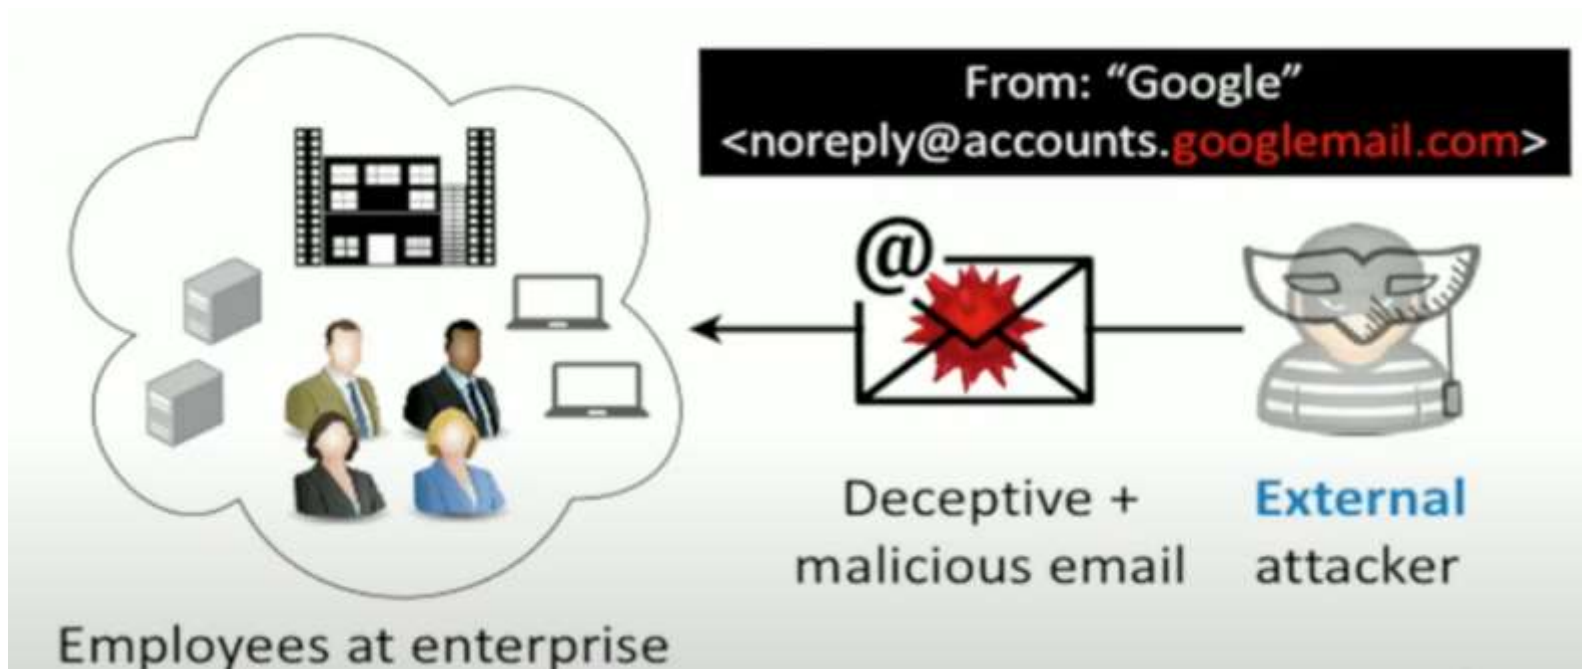 From: “Google”
<noreply@accounts.googlemail.com>
@
Deceptive +
malicious email
External
attacker
Employees at enterprise